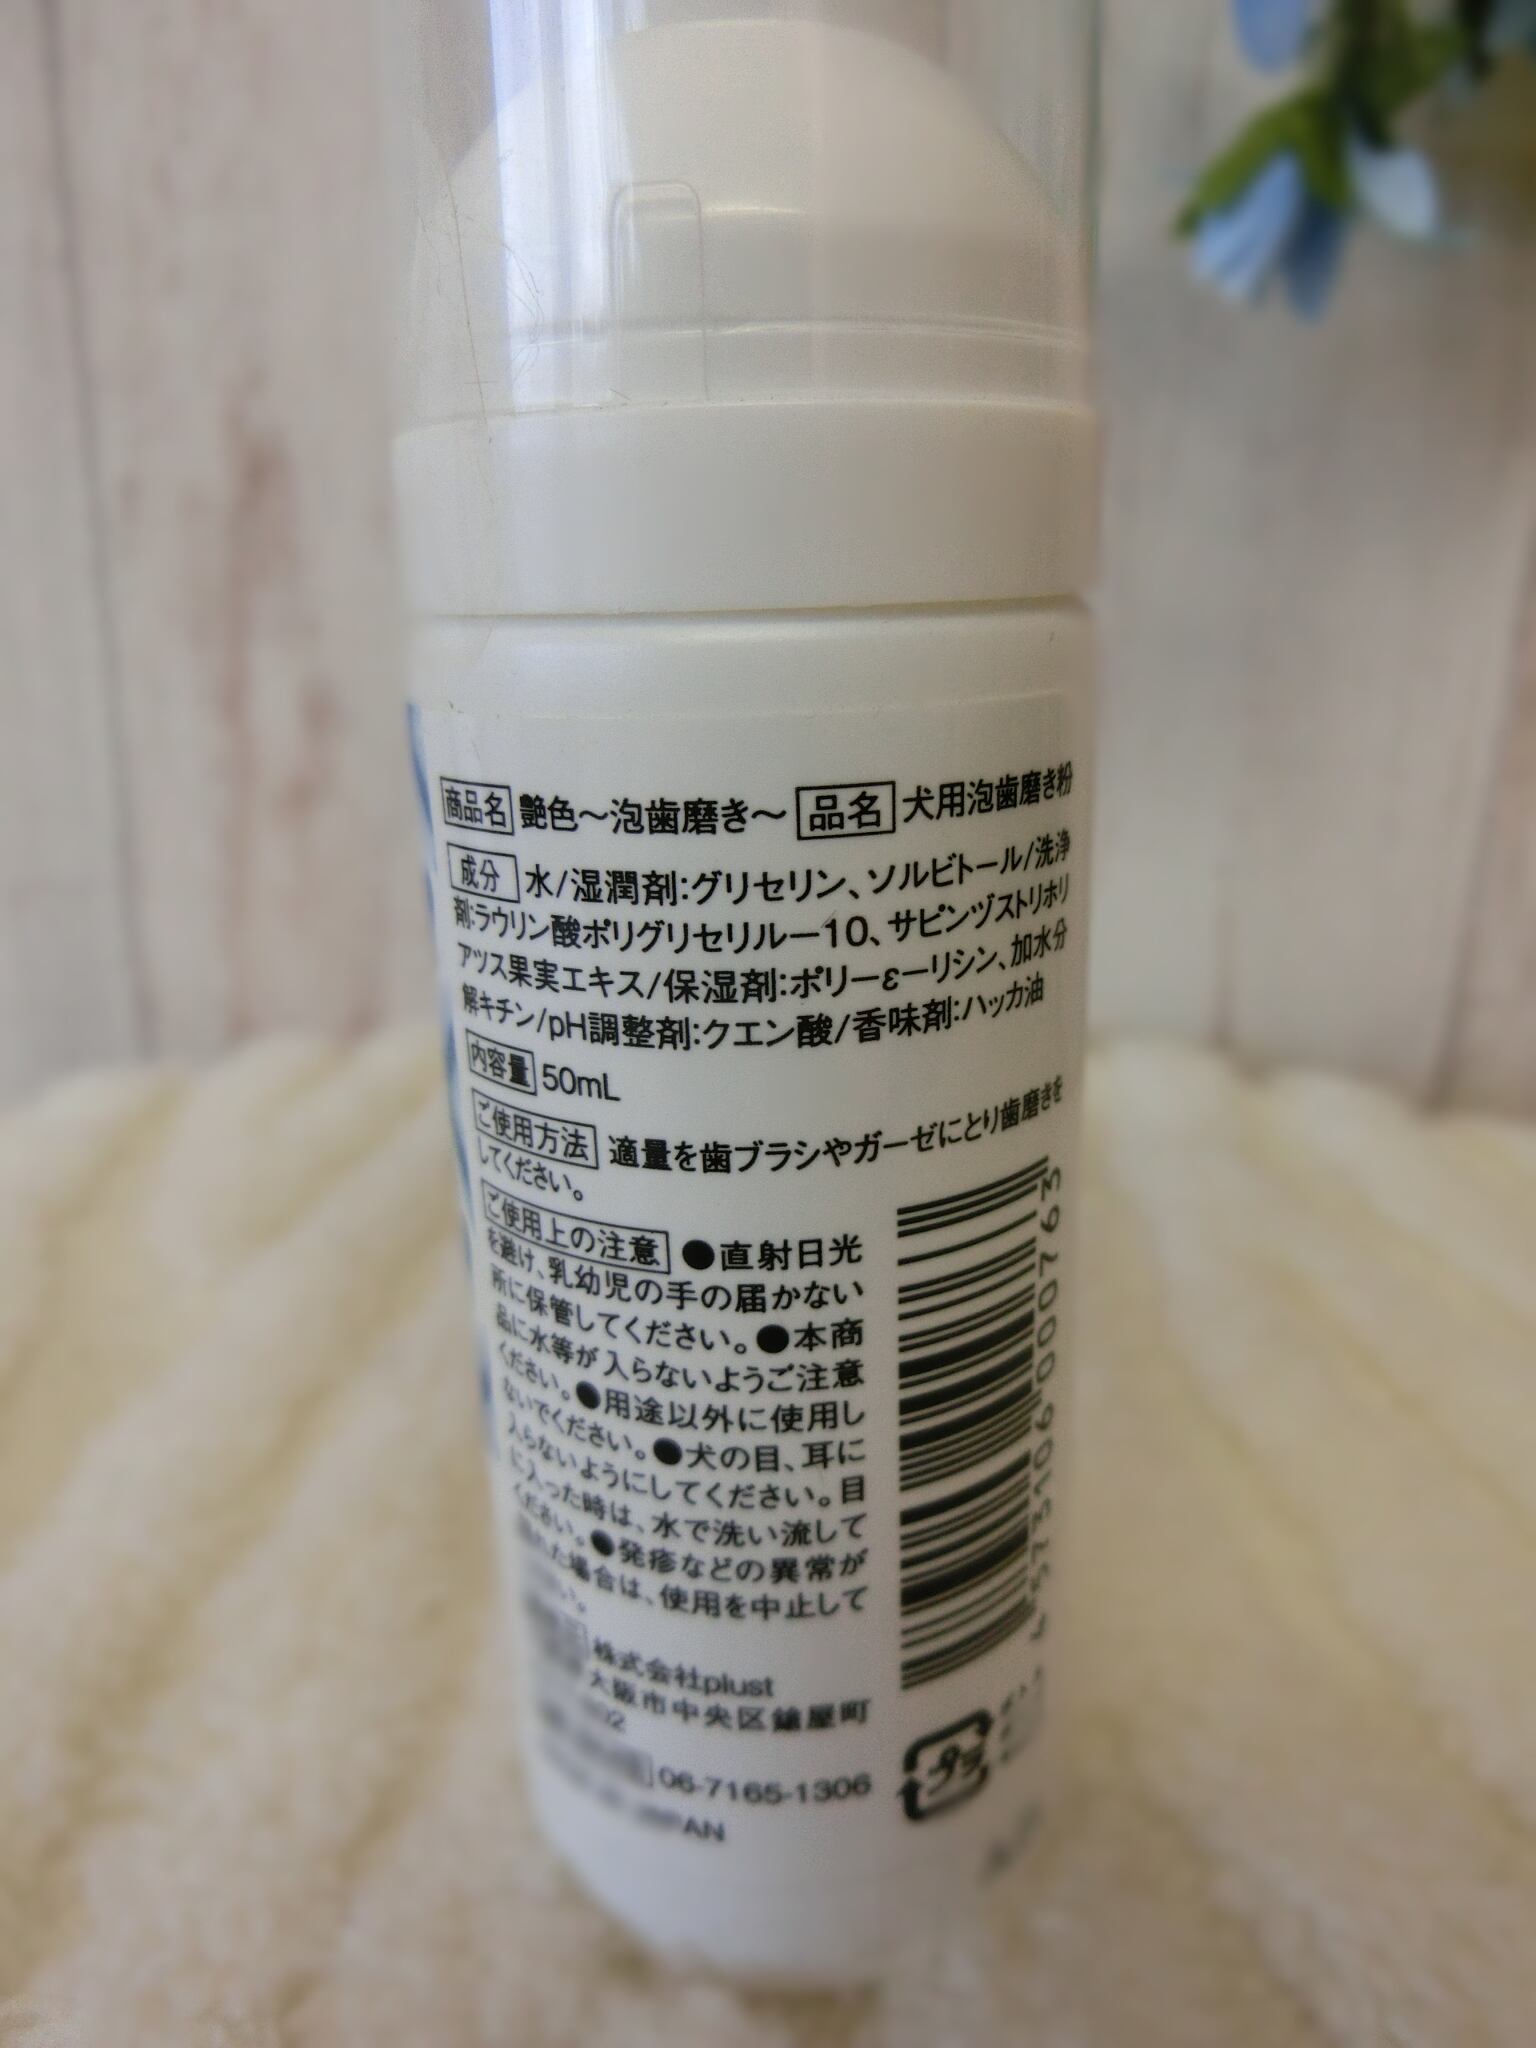 商品名 艶色～泡歯磨き～ 品名 犬用泡歯磨き粉
成分 水/湿潤剤:グリセリン、ソルビトール/洗浄
剤:ラウリン酸ポリグリセリルー10、サピンヅストリホリ
アツス果実エキス/保湿剤:ポリーεーリシン、加水分
解キチン/pH調整剤:クエン酸/香味剤:ハッカ油
内容量 50mL
ご使用方法 適量を歯ブラシやガーゼにとり歯磨きを
してください。
ご使用上の注意 ●直射日光
を避け、乳幼児の手の届かない
所に保管してください。●本商
品に水等が入らないようご注意
ください。●用途以外に使用し
ないでください。●犬の目、耳に
入らないようにしてください。目
に入った時は、水で洗い流して
ください。●発疹などの異常が
た場合は、使用を中止して
い。
株式会社plust
大阪市中央区鎗屋町
02
06-7165-1306
JAPAN
4573106000763
プラ